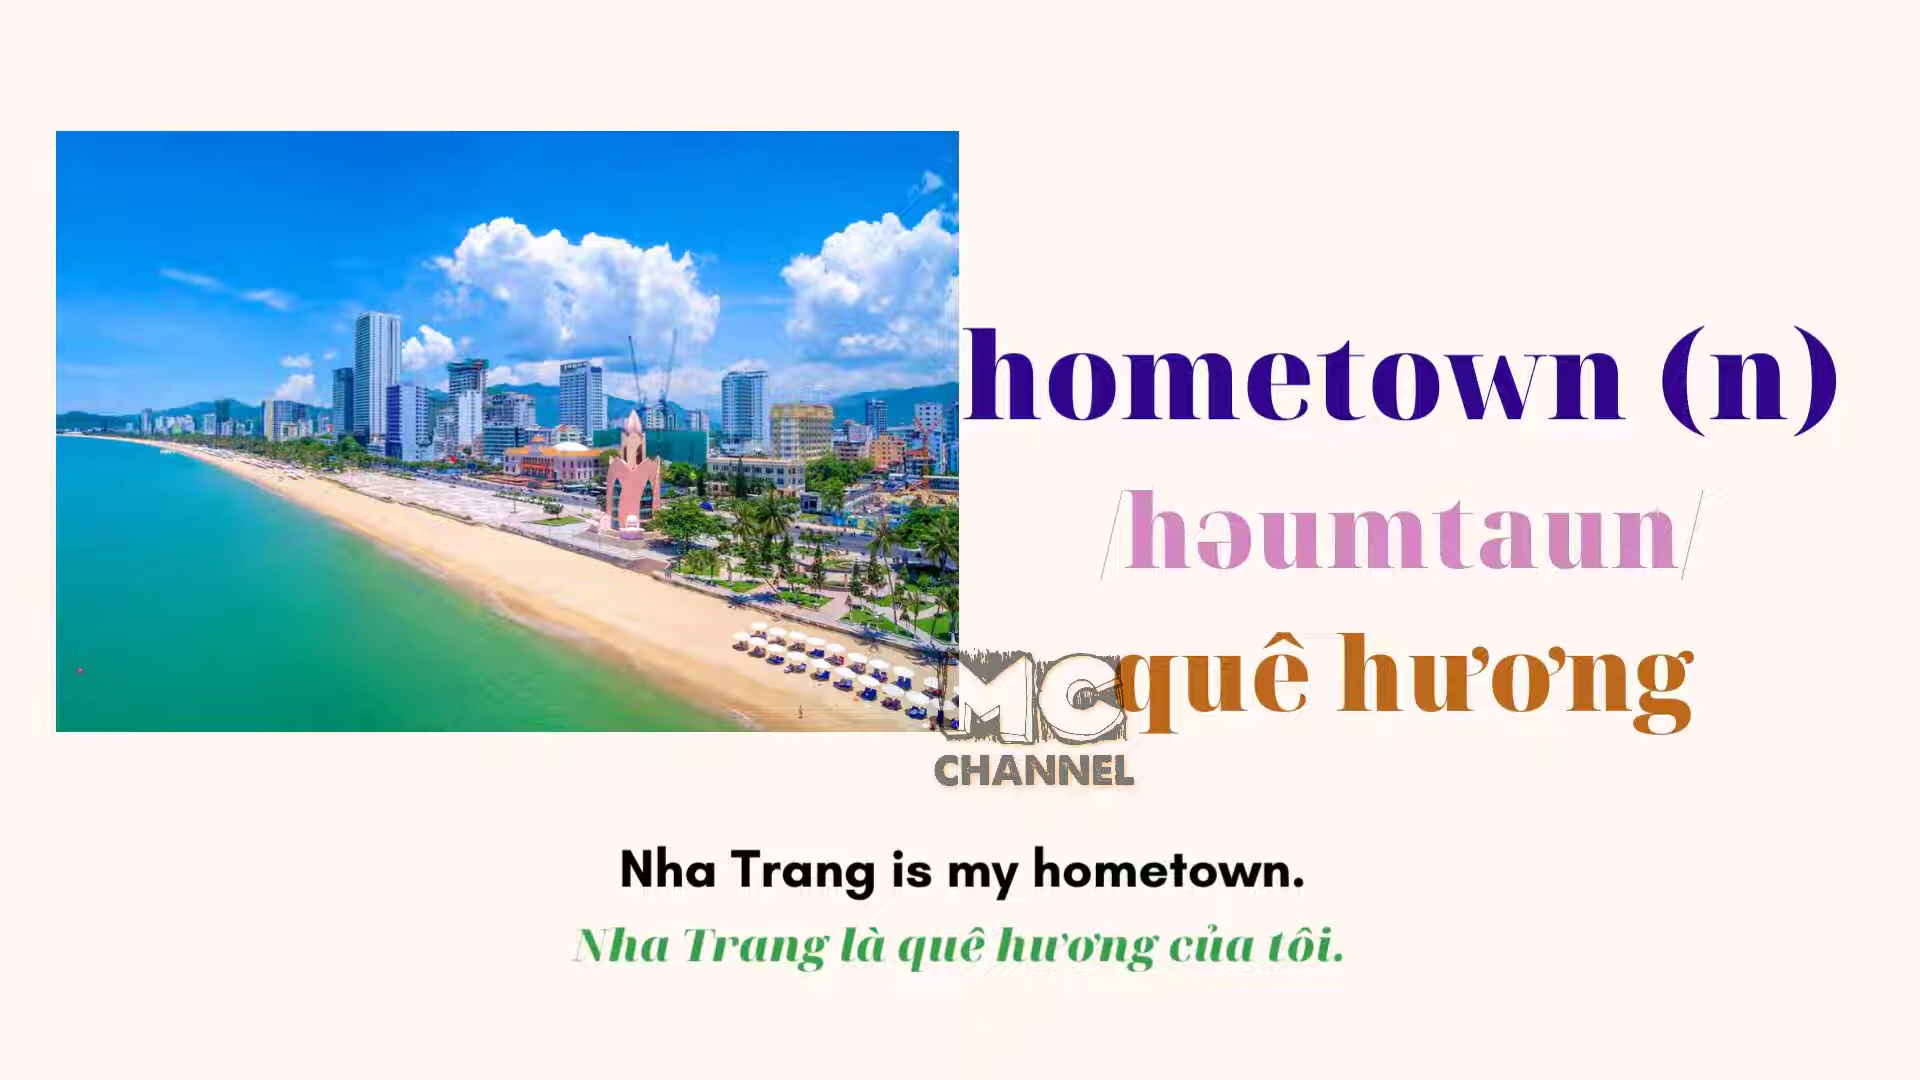 hometown (n)
/həumtaun/
quê hương
MC
CHANNEL
Nha Trang is my hometown.
Nha Trang là quê hương của tôi.